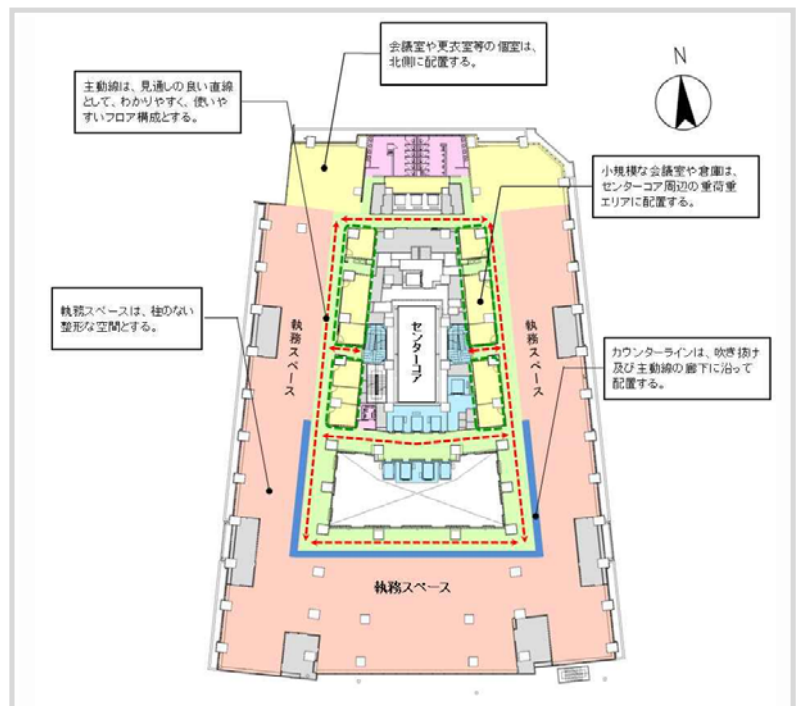 会議室や更衣室等の個室は、
北側に配置する。
N
主動線は、見通しの良い直線
として、わかりやすく、使いや
すいフロア構成とする。
小規模な会議室や倉庫は、
センターコア周辺の重荷重
エリアに配置する。
執務スペースは、柱のない
整形な空間とする。
執務スペース
センターコア
執務スペース
カウンターラインは、吹き抜け
及び主動線の廊下に沿って
配置する。
執務スペース